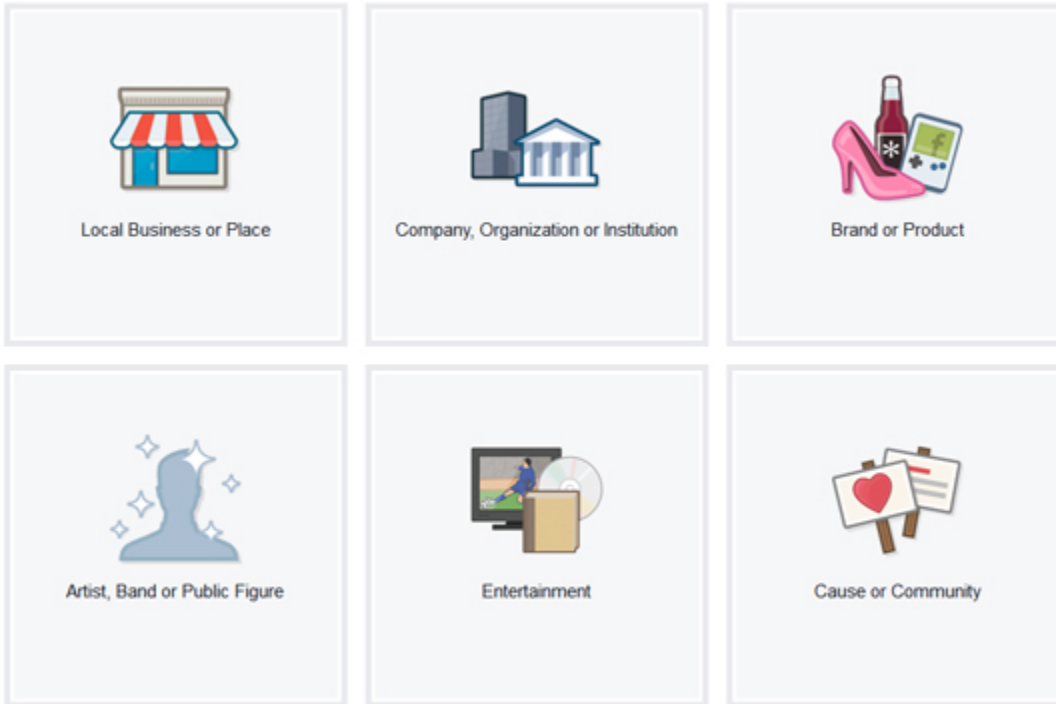 Local Business or Place
Company, Organization or Institution
Brand or Product
Artist, Band or Public Figure
Entertainment
Cause or Community